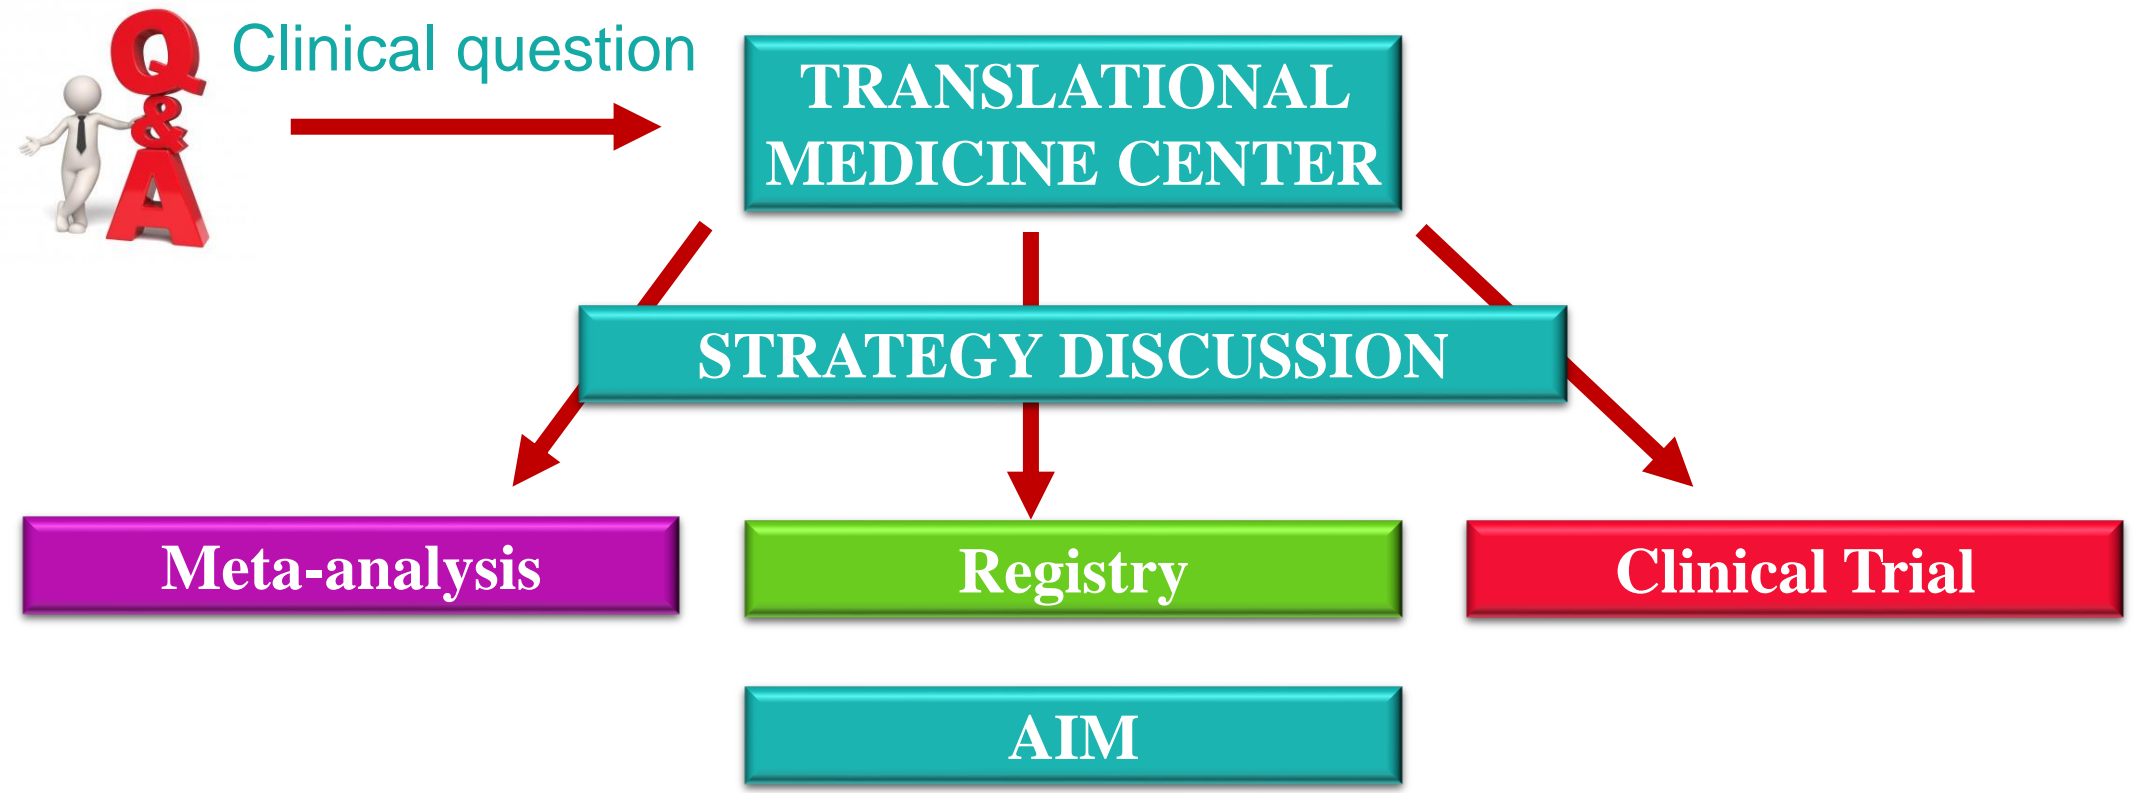 Q
&
A
Clinical question
TRANSLATIONAL
MEDICINE CENTER
STRATEGY DISCUSSION
Meta-analysis
Registry
Clinical Trial
AIM